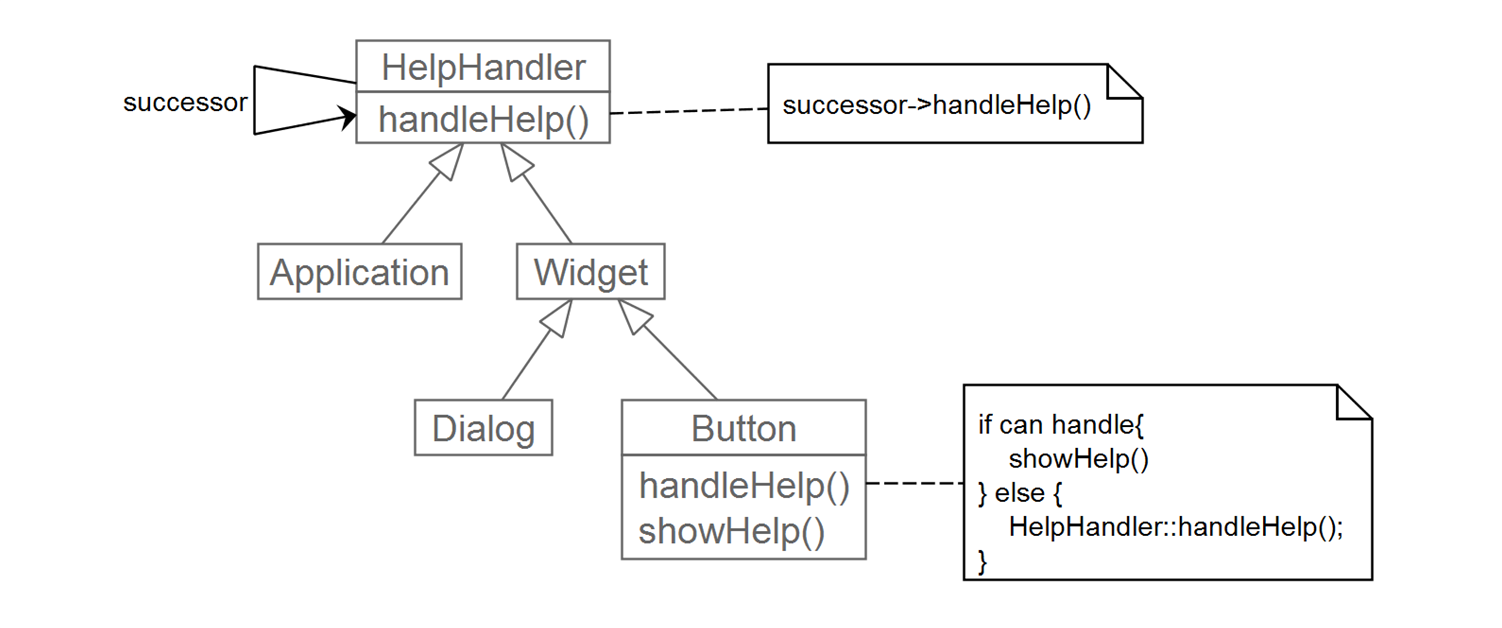 HelpHandler
successor
handleHelp()
successor->handleHelp()
Application
Widget
Dialog
Button
handleHelp()
showHelp()
if can handle{
showHelp()
} else {
HelpHandler::handleHelp();
}